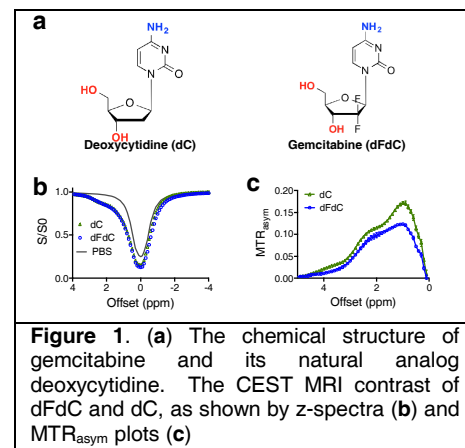 a
NH₂
NH₂
N
N
N
O
N
O
HO
O
HO
O
F
OH
OH
F
Deoxycytidine (dC)
Gemcitabine (dFdC)
b
c
1.0
0.5
0.0
S/S0
dC
dFdC
PBS
4
2
0
-2
-4
Offset (ppm)
0.20
0.15
0.10
0.05
0.00
MTRasym
dC
dFdC
4
2
0
Offset (ppm)
Figure 1. (a) The chemical structure of
gemcitabine and its natural analog
deoxycytidine. The CEST MRI contrast of
dFdC and dC, as shown by z-spectra (b) and
MTRasym plots (c)